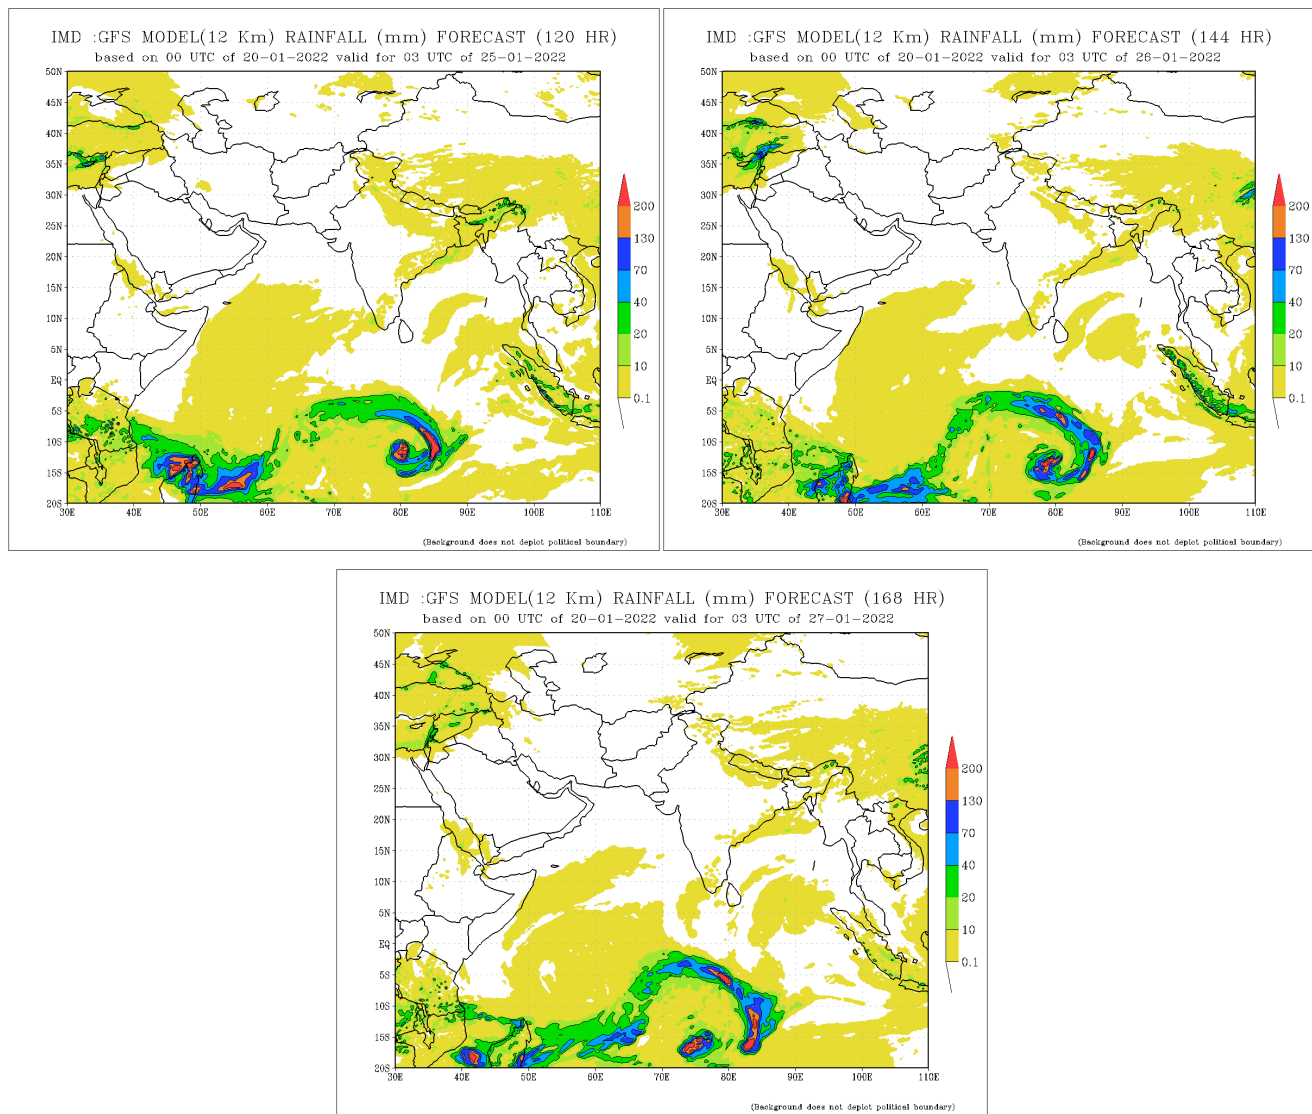 IMD :GFS MODEL(12 Km) RAINFALL (mm) FORECAST (120 HR)
based on 00 UTC of 20-01-2022 valid for 03 UTC of 25-01-2022
50N
45N
40N
35N
30N
25N
20N
15N
10N
5N
EQ
5S
10S
15S
20S
30E 40E 50E 60E 70E 80E 90E 100E 110E
200
130
70
40
20
10
0.1
(Background does not depict political boundary)
IMD :GFS MODEL(12 Km) RAINFALL (mm) FORECAST (144 HR)
based on 00 UTC of 20-01-2022 valid for 03 UTC of 26-01-2022
50N
45N
40N
35N
30N
25N
20N
15N
10N
5N
EQ
5S
10S
15S
20S
30E 40E 50E 60E 70E 80E 90E 100E 110E
200
130
70
40
20
10
0.1
(Background does not depict political boundary)
IMD :GFS MODEL(12 Km) RAINFALL (mm) FORECAST (168 HR)
based on 00 UTC of 20-01-2022 valid for 03 UTC of 27-01-2022
50N
45N
40N
35N
30N
25N
20N
15N
10N
5N
EQ
5S
10S
15S
20S
30E 40E 50E 60E 70E 80E 90E 100E 110E
200
130
70
40
20
10
0.1
(Background does not depict political boundary)